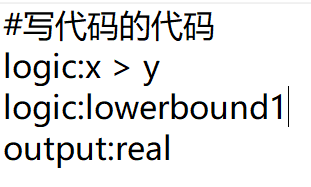 #写代码的代码
logic:x > y
logic:lowerbound1
output:real